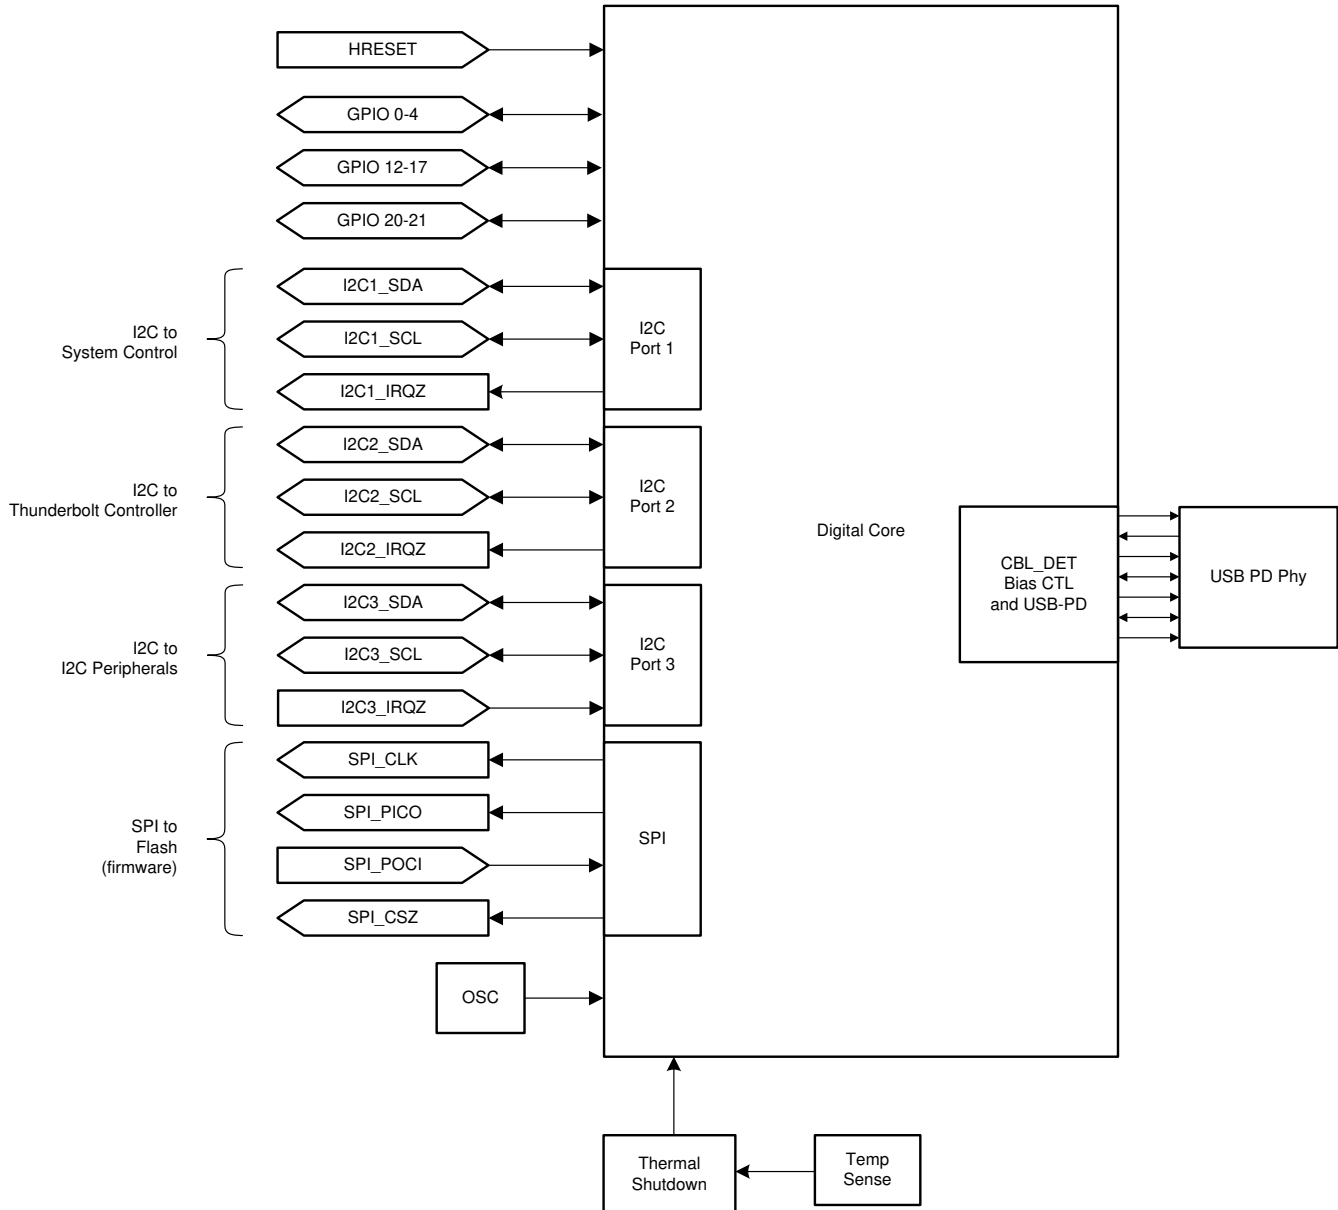 HRESET
GPIO 0-4
GPIO 12-17
GPIO 20-21
I2C to
System Control
I2C1_SDA
I2C1_SCL
I2C1_IRQZ
I2C
Port 1
I2C to
Thunderbolt Controller
I2C2_SDA
I2C2_SCL
I2C2_IRQZ
I2C
Port 2
Digital Core
CBL_DET
Bias CTL
and USB-PD
USB PD Phy
I2C to
I2C Peripherals
I2C3_SDA
I2C3_SCL
I2C3_IRQZ
I2C
Port 3
SPI to
Flash
(firmware)
SPI_CLK
SPI_PICO
SPI_POCI
SPI_CSZ
SPI
OSC
Thermal
Shutdown
Temp
Sense